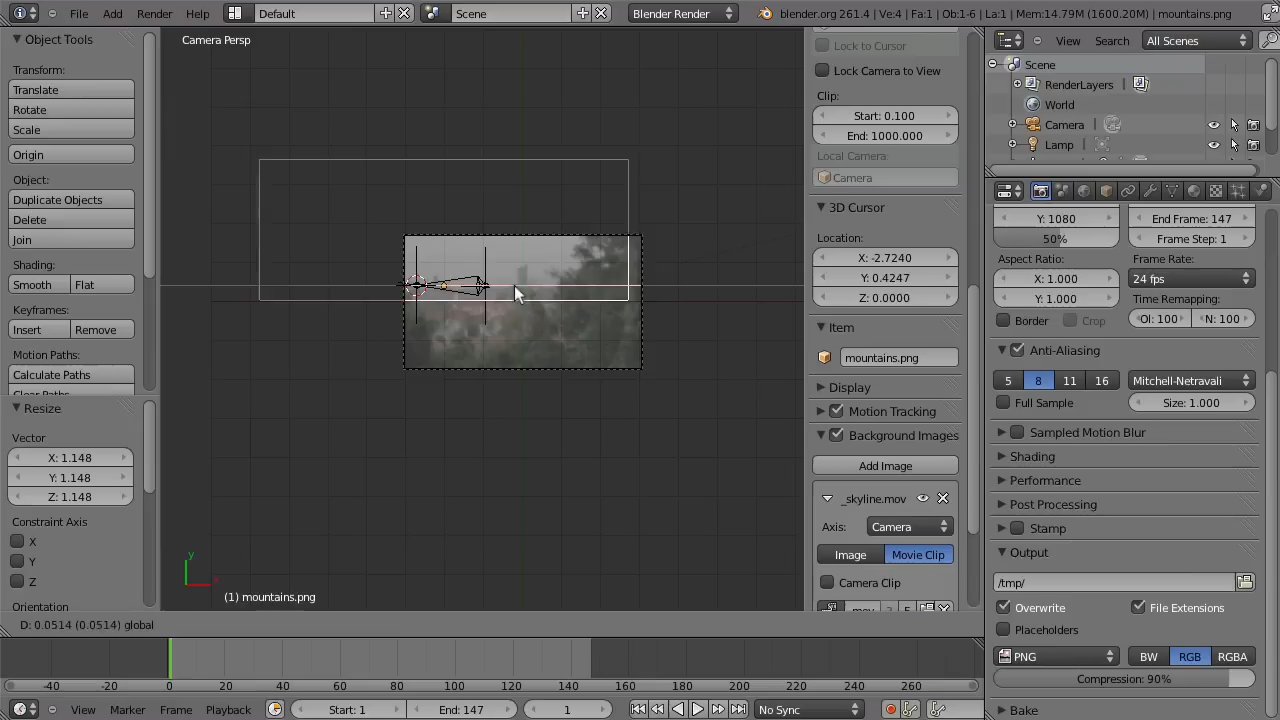 File Add Render Help Default Scene Blender Render blender.org 261.4 | Ve:4 | Fa:1 | Ob:1-6 | La:1 | Mem:14.79M (1600.20M) | mountains.png
Object Tools
Transform:
Translate
Rotate
Scale
Origin
Object:
Duplicate Objects
Delete
Join
Shading:
Smooth Flat
Keyframes:
Insert Remove
Motion Paths:
Calculate Paths
Resize
Vector
X: 1.148
Y: 1.148
Z: 1.148
Constraint Axis
X
Y
Z
Orientation
Camera Persp
y
x
(1) mountains.png
D: 0.0514 (0.0514) global
Lock to Cursor
Lock Camera to View
Clip:
Start: 0.100
End: 1000.000
Local Camera:
Camera
3D Cursor
Location:
X: -2.7240
Y: 0.4247
Z: 0.0000
Item
mountains.png
Display
Motion Tracking
Background Images
Add Image
_skyline.mov
Axis: Camera
Image Movie Clip
Camera Clip
View Search All Scenes
Scene
RenderLayers
World
Camera
Lamp
Y: 1080 End Frame: 147
50% Frame Step: 1
Aspect Ratio: Frame Rate:
X: 1.000 24 fps
Y: 1.000 Time Remapping:
Border Crop Ol: 100 N: 100
Anti-Aliasing
5 8 11 16 Mitchell-Netravali
Full Sample Size: 1.000
Sampled Motion Blur
Shading
Performance
Post Processing
Stamp
Output
/tmp/
Overwrite File Extensions
Placeholders
PNG BW RGB RGBA
Compression: 90%
Bake
-40 -20 0 20 40 60 80 100 120 140 160 180 200 220 240 260
View Marker Frame Playback Start: 1 End: 147 1 No Sync